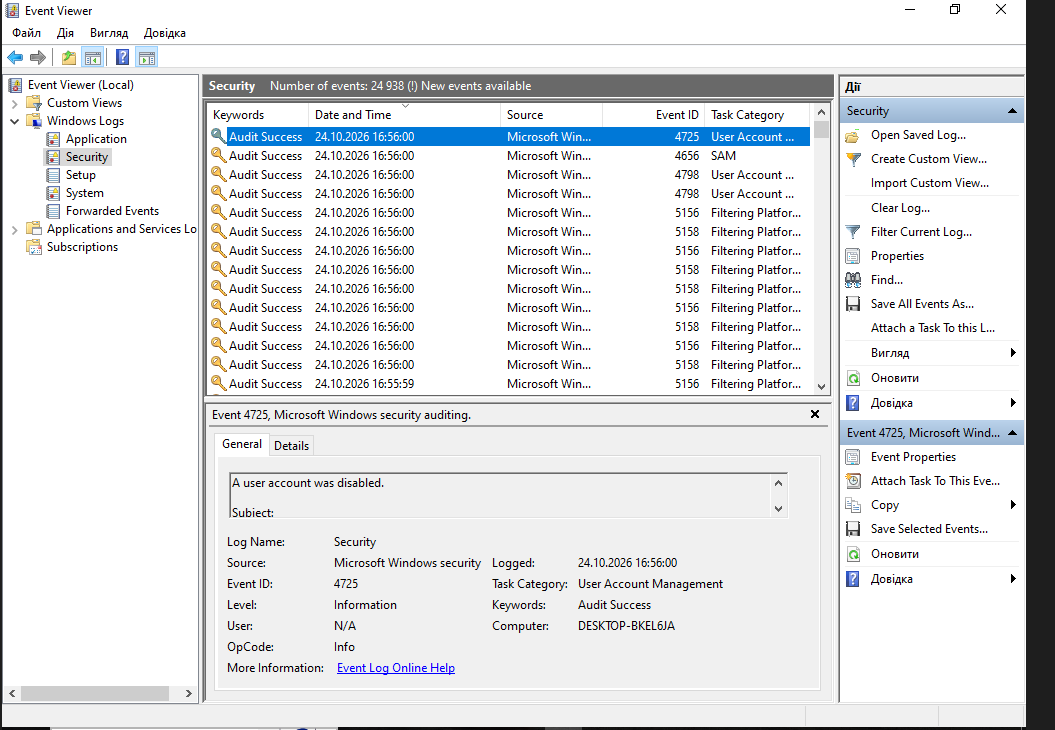 Event Viewer
Файл Дія Вигляд Довідка
Event Viewer (Local)
Custom Views
Windows Logs
Application
Security
Setup
System
Forwarded Events
Applications and Services Lo
Subscriptions
Security Number of events: 24 938 (!) New events available
Keywords Date and Time Source Event ID Task Category
Audit Success 24.10.2026 16:56:00 Microsoft Win... 4725 User Account ...
Audit Success 24.10.2026 16:56:00 Microsoft Win... 4656 SAM
Audit Success 24.10.2026 16:56:00 Microsoft Win... 4798 User Account ...
Audit Success 24.10.2026 16:56:00 Microsoft Win... 4798 User Account ...
Audit Success 24.10.2026 16:56:00 Microsoft Win... 5156 Filtering Platfor...
Audit Success 24.10.2026 16:56:00 Microsoft Win... 5158 Filtering Platfor...
Audit Success 24.10.2026 16:56:00 Microsoft Win... 5156 Filtering Platfor...
Audit Success 24.10.2026 16:56:00 Microsoft Win... 5158 Filtering Platfor...
Audit Success 24.10.2026 16:56:00 Microsoft Win... 5158 Filtering Platfor...
Audit Success 24.10.2026 16:56:00 Microsoft Win... 5156 Filtering Platfor...
Audit Success 24.10.2026 16:56:00 Microsoft Win... 5158 Filtering Platfor...
Audit Success 24.10.2026 16:56:00 Microsoft Win... 5156 Filtering Platfor...
Audit Success 24.10.2026 16:56:00 Microsoft Win... 5158 Filtering Platfor...
Audit Success 24.10.2026 16:55:59 Microsoft Win... 5156 Filtering Platfor...
Event 4725, Microsoft Windows security auditing.
General Details
A user account was disabled.
Subject:
Log Name: Security
Source: Microsoft Windows security Logged: 24.10.2026 16:56:00
Event ID: 4725 Task Category: User Account Management
Level: Information Keywords: Audit Success
User: N/A Computer: DESKTOP-BKEL6JA
OpCode: Info
More Information: Event Log Online Help
Дії
Security
Open Saved Log...
Create Custom View...
Import Custom View...
Clear Log...
Filter Current Log...
Properties
Find...
Save All Events As...
Attach a Task To this L...
Вигляд
Оновити
Довідка
Event 4725, Microsoft Wind...
Event Properties
Attach Task To This Eve...
Copy
Save Selected Events...
Оновити
Довідка